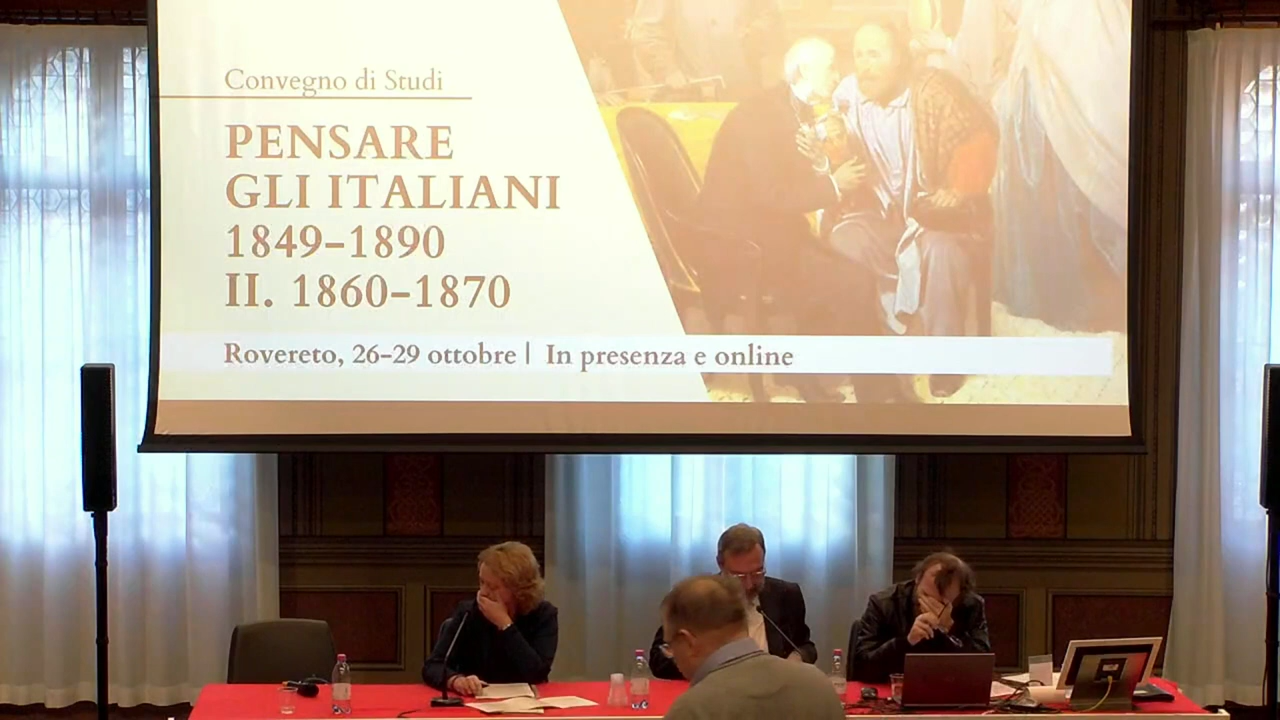 Convegno di Studi
PENSARE
GLI ITALIANI
1849–1890
II. 1860–1870
Rovereto, 26–29 ottobre | In presenza e online